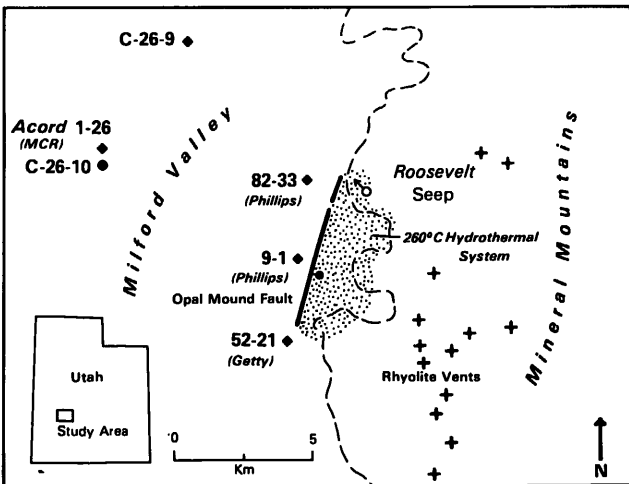 C-26-9
Acord 1-26
(MCR)
C-26-10
Milford Valley
82-33
(Phillips)
Roosevelt
Seep
260°C Hydrothermal
System
9-1
(Phillips)
Opal Mound Fault
52-21
(Getty)
Mineral Mountains
Rhyolite Vents
Utah
Study Area
0 5
Km
N